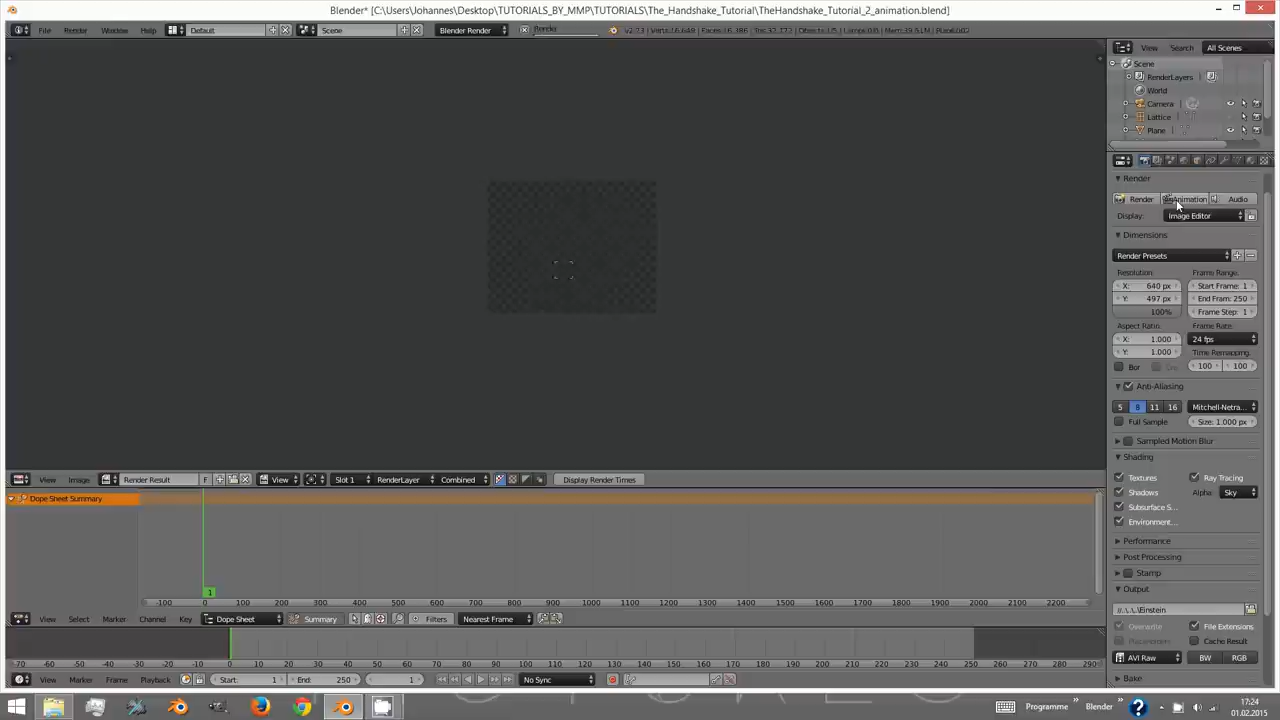 Blender* [C:\Users\Johannes\Desktop\TUTORIALS_BY_MMP\TUTORIALS\The_Handshake_Tutorial\TheHandshake_Tutorial_2_animation.blend]
File Render Window Help Default Scene Blender Render Render
View Search All Scenes
Scene
RenderLayers
World
Camera
Lattice
Plane
Render
Render Animation Audio
Display: Image Editor
Dimensions
Render Presets
Resolution: Frame Range:
X: 640 px Start Frame: 1
Y: 497 px End Fram: 250
100% Frame Step: 1
Aspect Ratio: Frame Rate:
X: 1.000 24 fps
Y: 1.000 Time Remapping:
Bor 100 100
Anti-Aliasing
5 8 11 16 Mitchell-Netra...
Full Sample Size: 1.000 px
Sampled Motion Blur
Shading
Textures Ray Tracing
Shadows Alpha: Sky
Subsurface S...
Environment...
Performance
Post Processing
Stamp
Output
//..\..\..\Einstein
Overwrite File Extensions
Placeholders Cache Result
AVI Raw BW RGB
Bake
View Image Render Result F View Slot 1 RenderLayer Combined Display Render Times
Dope Sheet Summary
1
-100 0 100 200 300 400 500 600 700 800 900 1000 1100 1200 1300 1400 1500 1600 1700 1800 1900 2000 2100 2200
View Select Marker Channel Key Dope Sheet Summary Filters Nearest Frame
-70 -60 -50 -40 -30 -20 -10 0 10 20 30 40 50 60 70 80 90 100 110 120 130 140 150 160 170 180 190 200 210 220 230 240 250 260 270 280 290
View Marker Frame Playback Start: 1 End: 250 1 No Sync
Programme Blender 17:24
01.02.2015